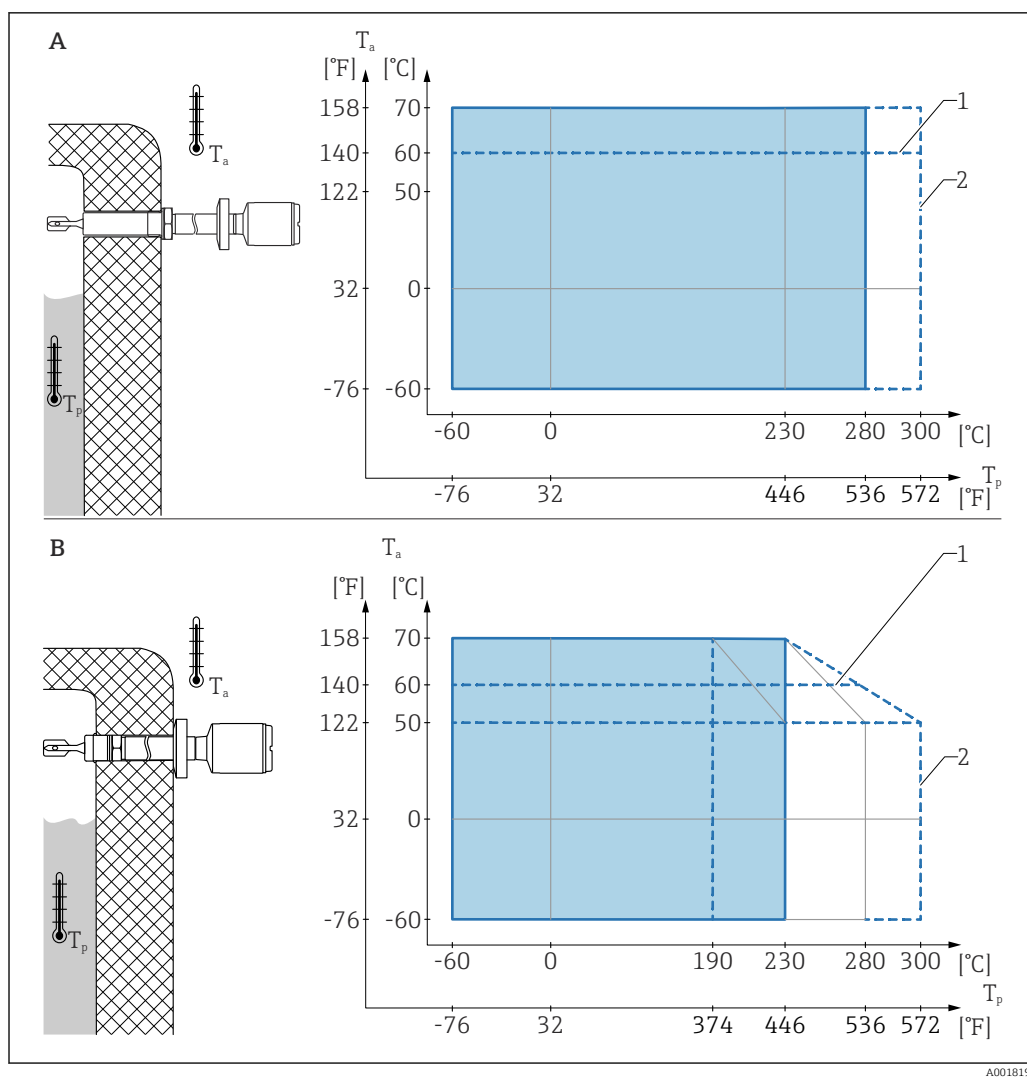 A
Tₐ
[°F] [°C]
158 70
140 60
122 50
32 0
-76 -60
1
2
Tₐ
Tₚ
-60 0 230 280 300 [°C]
Tₚ
-76 32 446 536 572 [°F]
B
Tₐ
[°F] [°C]
158 70
140 60
122 50
32 0
-76 -60
1
2
Tₐ
Tₚ
-60 0 190 230 280 300 [°C]
Tₚ
-76 32 374 446 536 572 [°F]